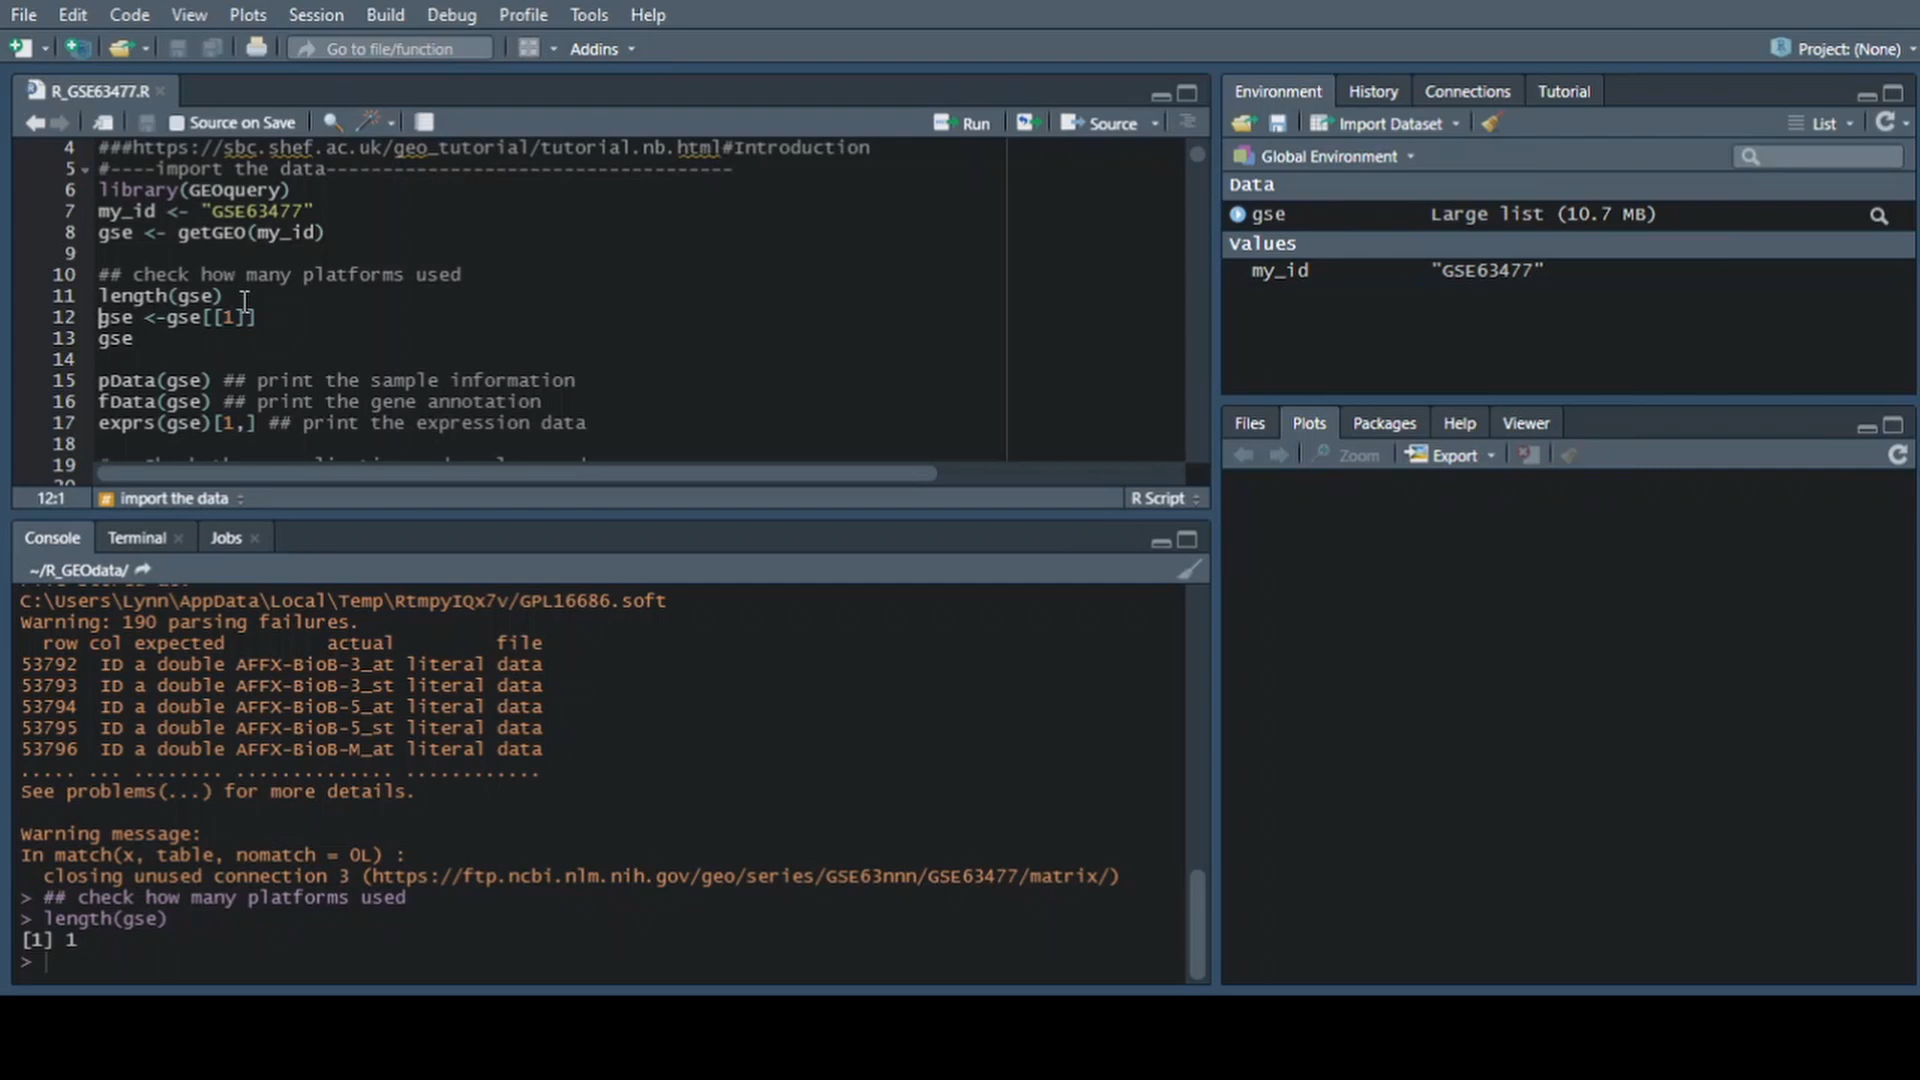 File Edit Code View Plots Session Build Debug Profile Tools Help
Go to file/function Addins Project: (None)
R_GSE63477.R
Source on Save Run Source
4 ###https://sbc.shef.ac.uk/geo_tutorial/tutorial.nb.html#Introduction
5 #----import the data------------------------------------
6 library(GEOquery)
7 my_id <- "GSE63477"
8 gse <- getGEO(my_id)
9
10 ## check how many platforms used
11 length(gse)
12 gse <-gse[[1]]
13 gse
14
15 pData(gse) ## print the sample information
16 fData(gse) ## print the gene annotation
17 exprs(gse)[1,] ## print the expression data
18
19
12:1 import the data R Script
Console Terminal Jobs
~/R_GEOdata/
C:\Users\Lynn\AppData\Local\Temp\RtmpyIQx7v/GPL16686.soft
Warning: 190 parsing failures.
row col expected actual file
53792 ID a double AFFX-BioB-3_at literal data
53793 ID a double AFFX-BioB-3_st literal data
53794 ID a double AFFX-BioB-5_at literal data
53795 ID a double AFFX-BioB-5_st literal data
53796 ID a double AFFX-BioB-M_at literal data
..... ... ........ .............. ............
See problems(...) for more details.
Warning message:
In match(x, table, nomatch = 0L) :
closing unused connection 3 (https://ftp.ncbi.nlm.nih.gov/geo/series/GSE63nnn/GSE63477/matrix/)
> ## check how many platforms used
> length(gse)
[1] 1
>
Environment History Connections Tutorial
Import Dataset List
Global Environment
Data
gse Large list (10.7 MB)
Values
my_id "GSE63477"
Files Plots Packages Help Viewer
Zoom Export